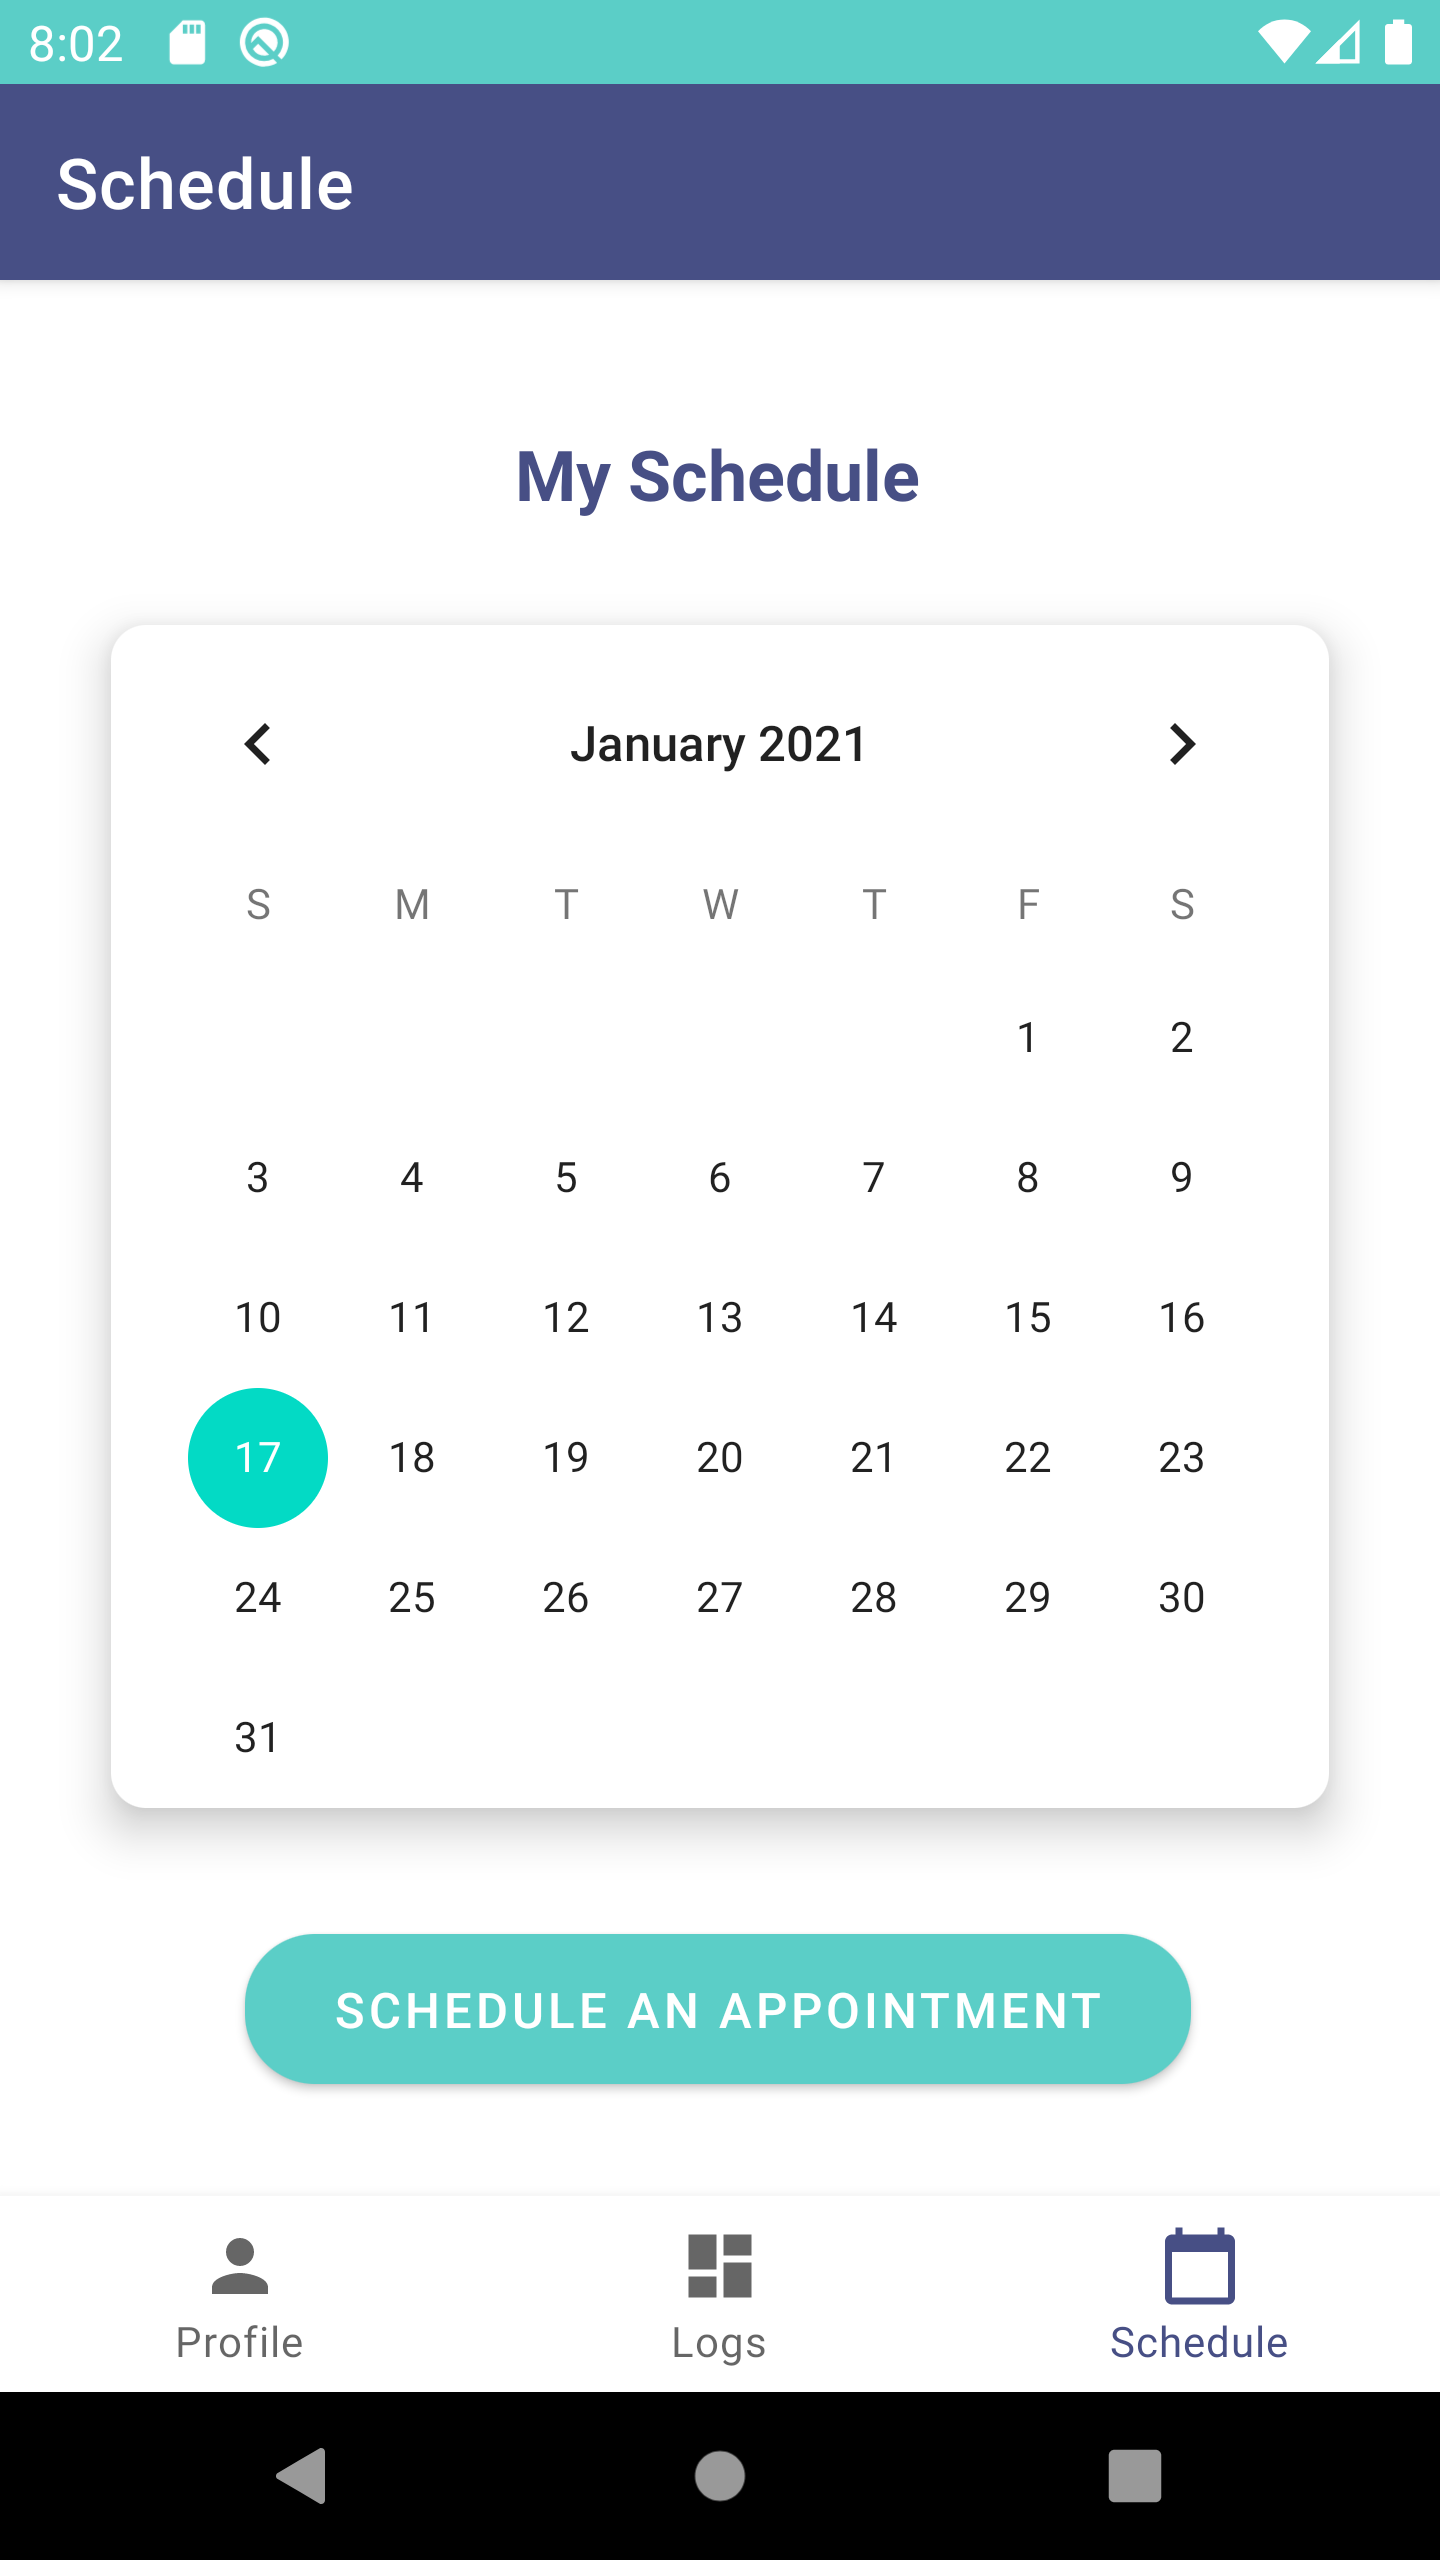 8:02
Schedule
My Schedule
January 2021
S M T W T F S
1 2
3 4 5 6 7 8 9
10 11 12 13 14 15 16
17 18 19 20 21 22 23
24 25 26 27 28 29 30
31
SCHEDULE AN APPOINTMENT
Profile Logs Schedule